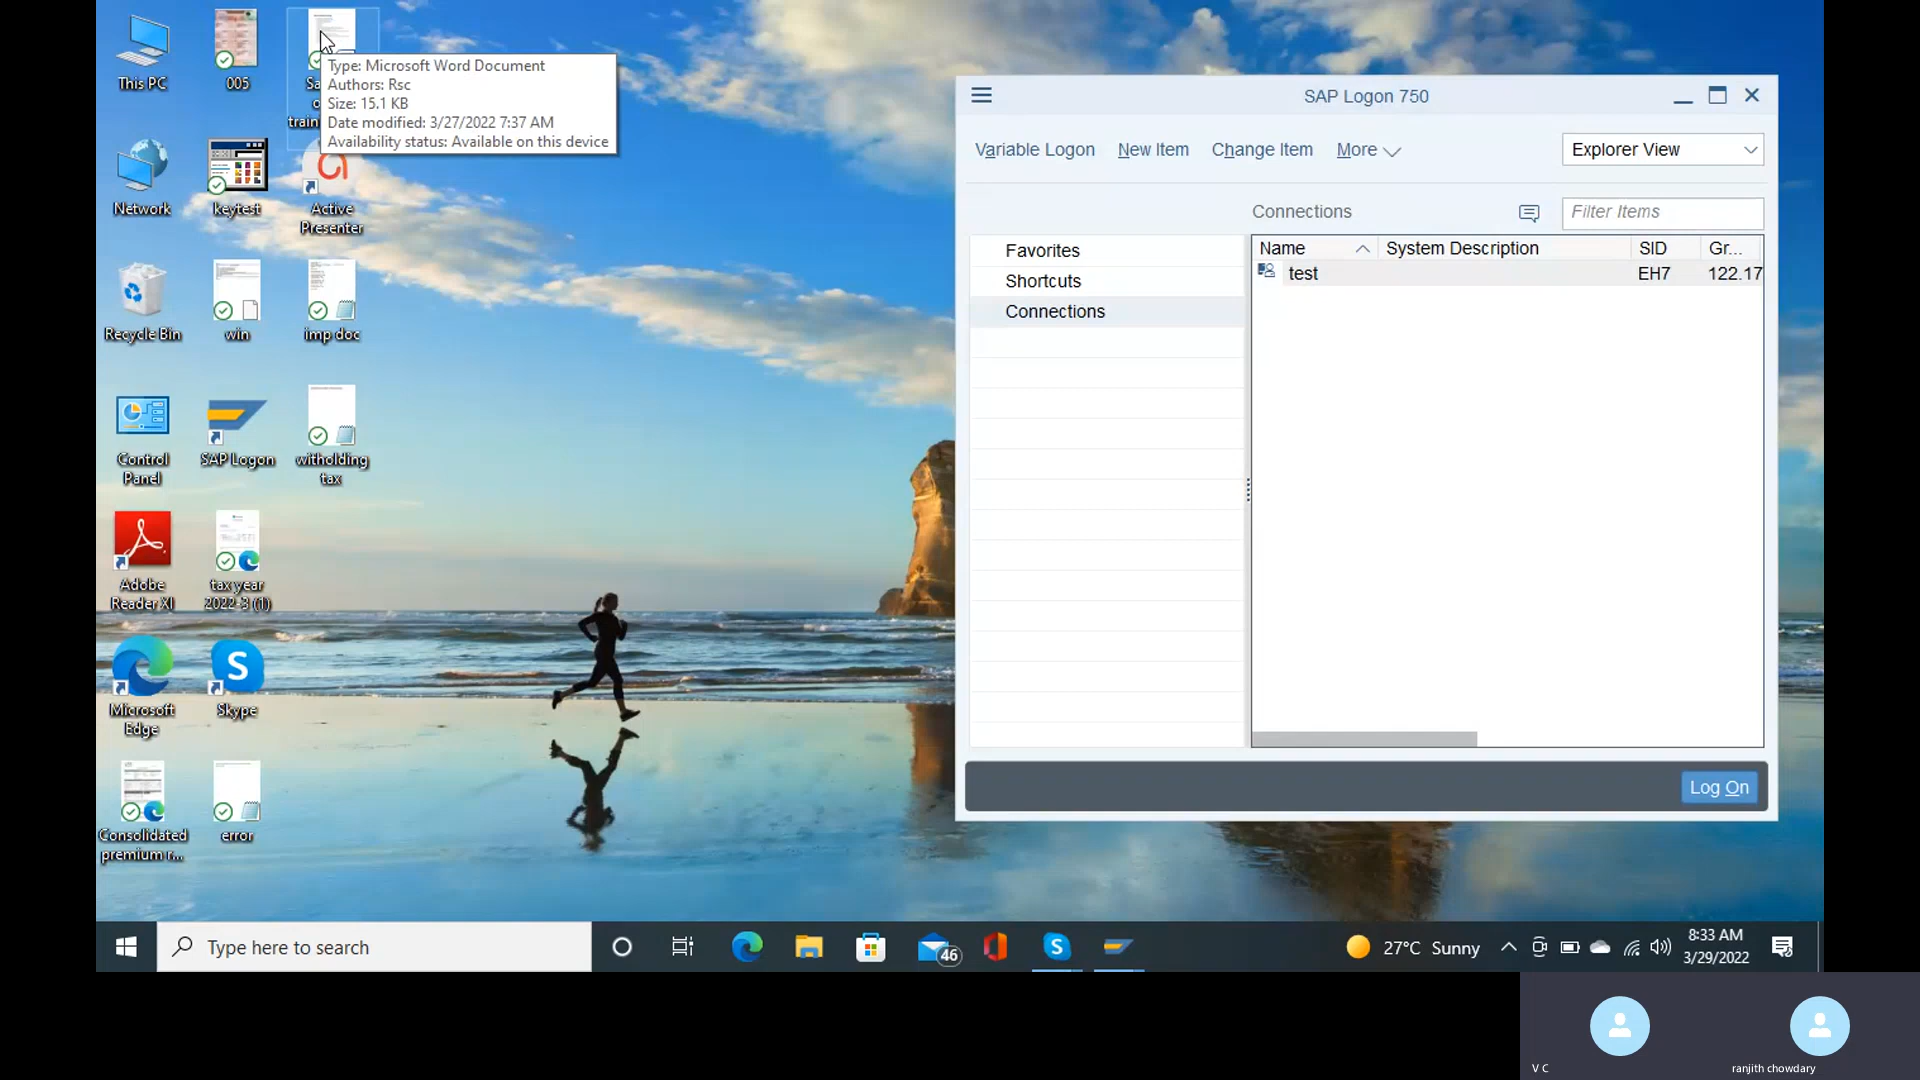 This PC
005
Sa
o
train
Type: Microsoft Word Document
Authors: Rsc
Size: 15.1 KB
Date modified: 3/27/2022 7:37 AM
Availability status: Available on this device
Network
keytest
Active
Presenter
Recycle Bin
win
imp doc
Control
Panel
SAP Logon
witholding
tax
Adobe
Reader XI
tax year
2022-3 (1)
Microsoft
Edge
Skype
Consolidated
premium r...
error
SAP Logon 750
Variable Logon New Item Change Item More
Explorer View
Connections
Filter Items
Favorites
Shortcuts
Connections
Name System Description SID Gr...
test EH7 122.17
Log On
Type here to search
46
27°C Sunny
8:33 AM
3/29/2022
V C
ranjith chowdary